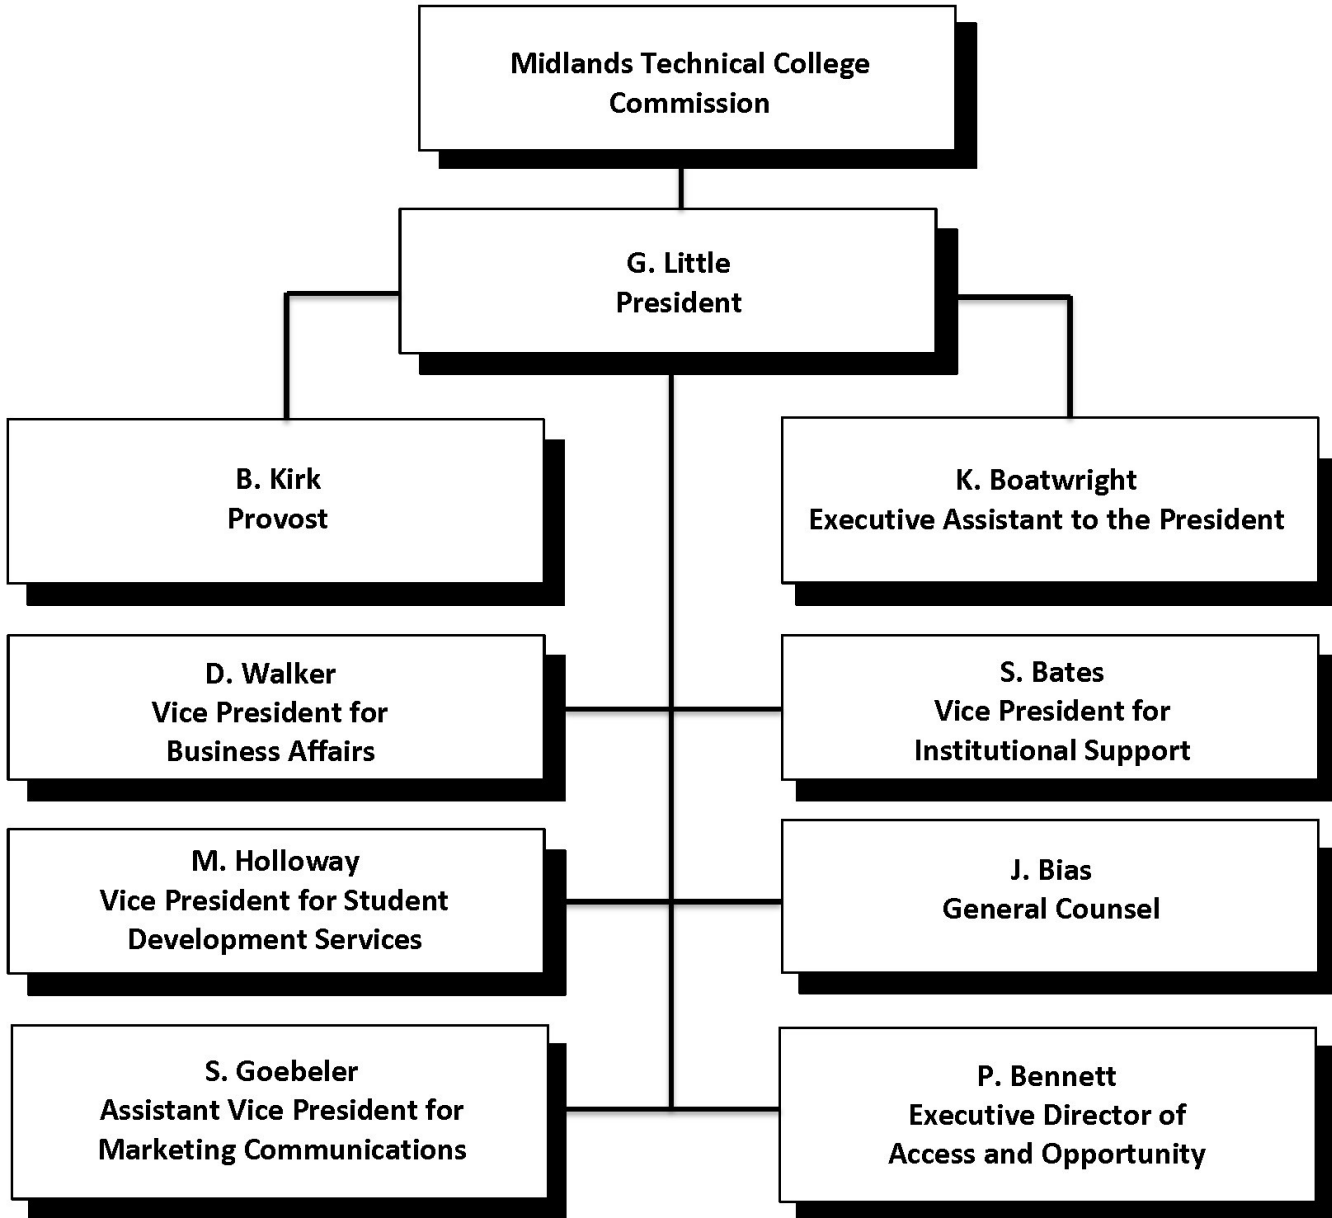 Midlands Technical College
Commission
G. Little
President
B. Kirk
Provost
K. Boatwright
Executive Assistant to the President
D. Walker
Vice President for
Business Affairs
S. Bates
Vice President for
Institutional Support
M. Holloway
Vice President for Student
Development Services
J. Bias
General Counsel
S. Goebeler
Assistant Vice President for
Marketing Communications
P. Bennett
Executive Director of
Access and Opportunity